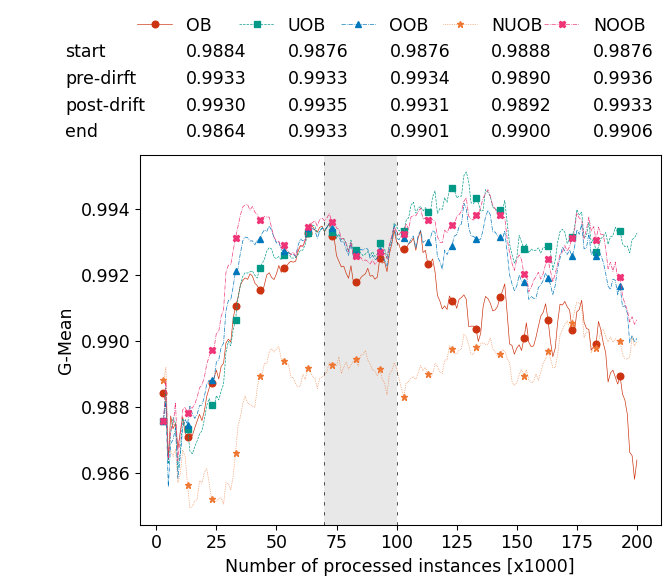 OB UOB OOB NUOB NOOB
start 0.9884 0.9876 0.9876 0.9888 0.9876
pre-dirft 0.9933 0.9933 0.9934 0.9890 0.9936
post-drift 0.9930 0.9935 0.9931 0.9892 0.9933
end 0.9864 0.9933 0.9901 0.9900 0.9906
G-Mean
0.994
0.992
0.990
0.988
0.986
0 25 50 75 100 125 150 175 200
Number of processed instances [x1000]